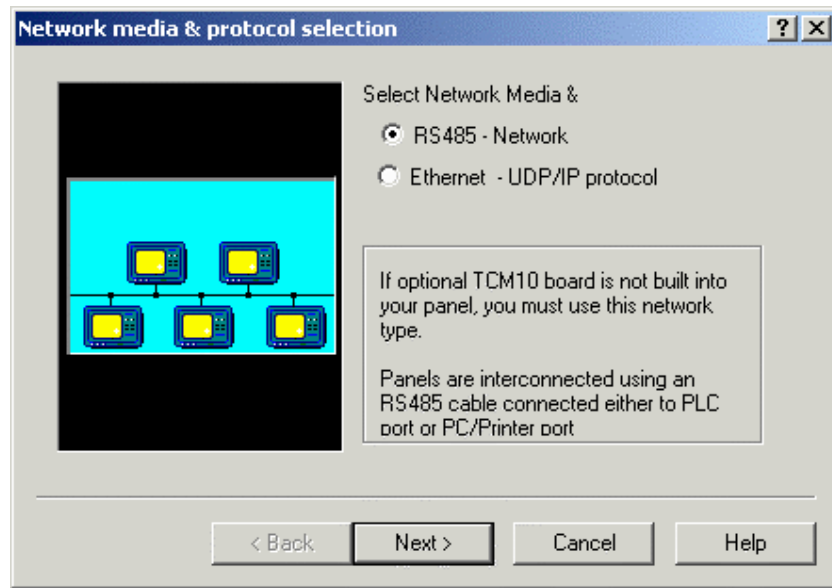 Network media & protocol selection
Select Network Media &
RS485 - Network
Ethernet - UDP/IP protocol
If optional TCM10 board is not built into
your panel, you must use this network
type.
Panels are interconnected using an
RS485 cable connected either to PLC
port or PC/Printer port
< Back
Next >
Cancel
Help